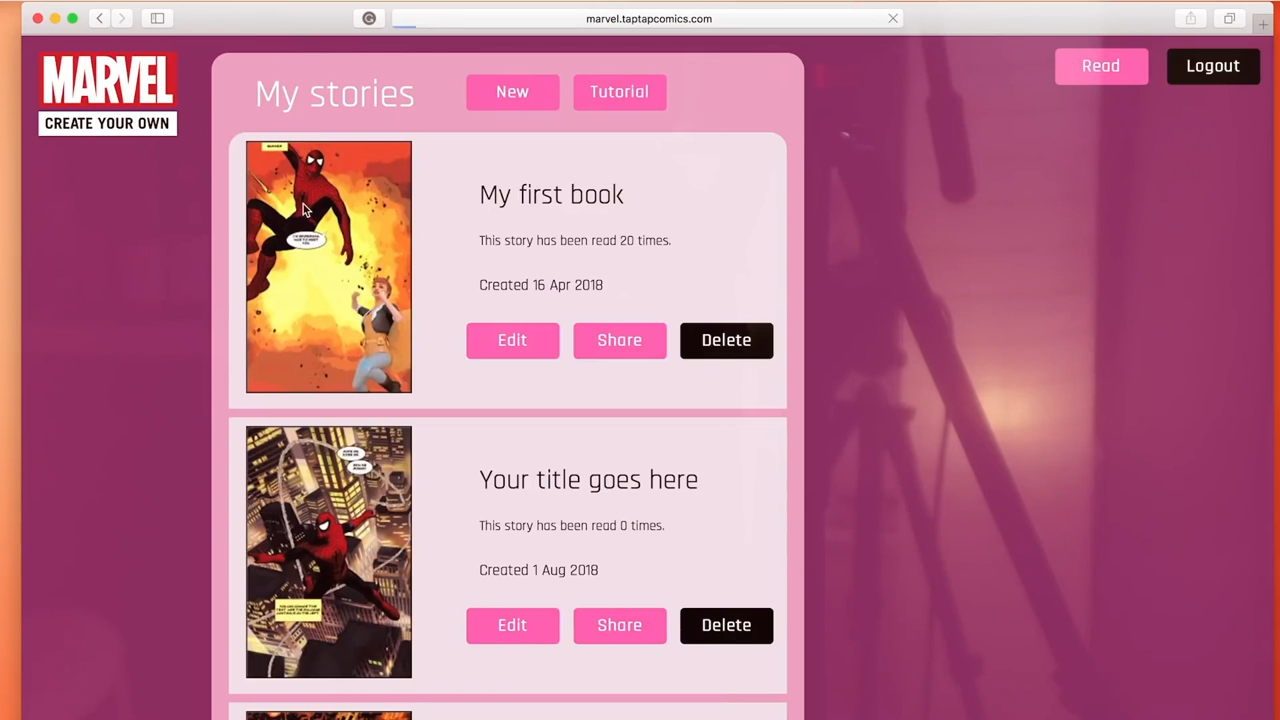 marvel.taptapcomics.com
MARVEL
CREATE YOUR OWN
My stories
New
Tutorial
Read
Logout
My first book
This story has been read 20 times.
Created 16 Apr 2018
Edit
Share
Delete
Your title goes here
This story has been read 0 times.
Created 1 Aug 2018
Edit
Share
Delete